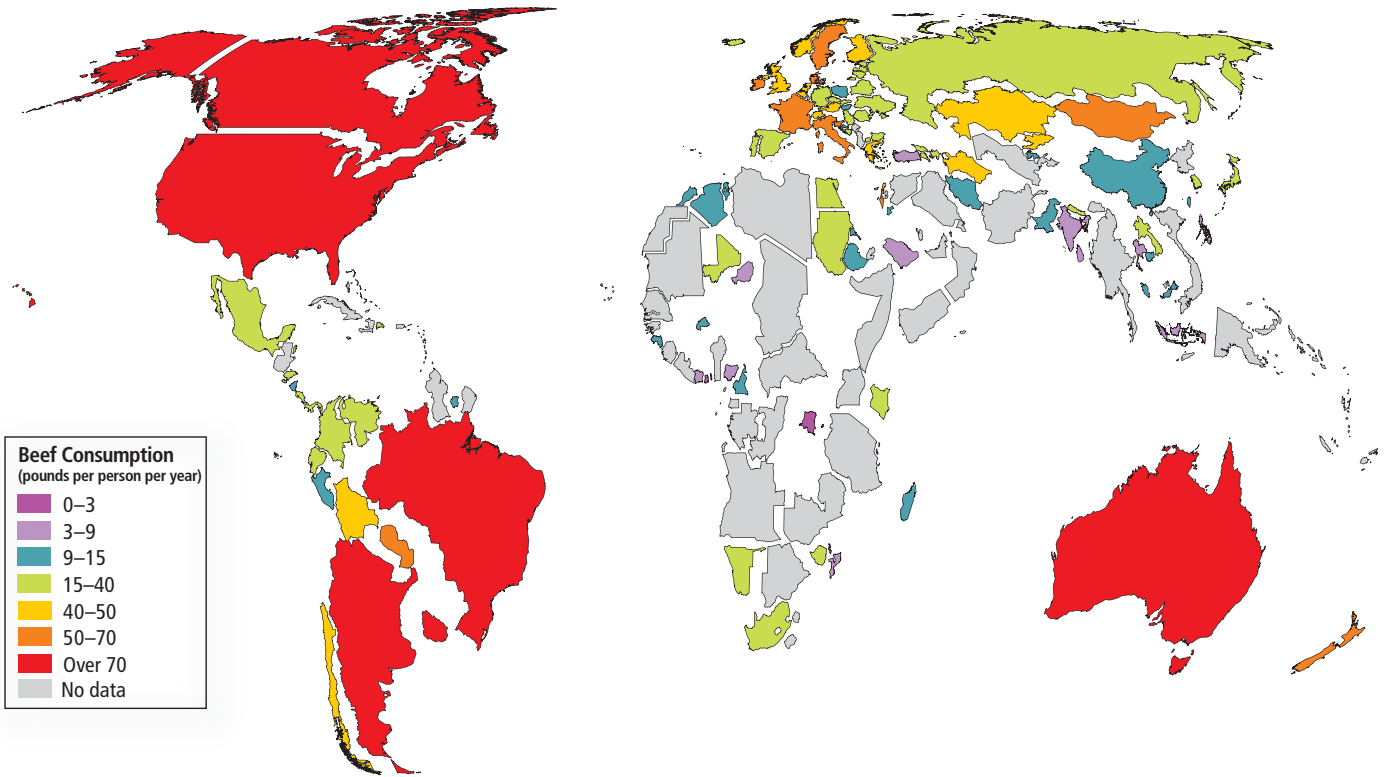 Beef Consumption
(pounds per person per year)
0–3
3–9
9–15
15–40
40–50
50–70
Over 70
No data